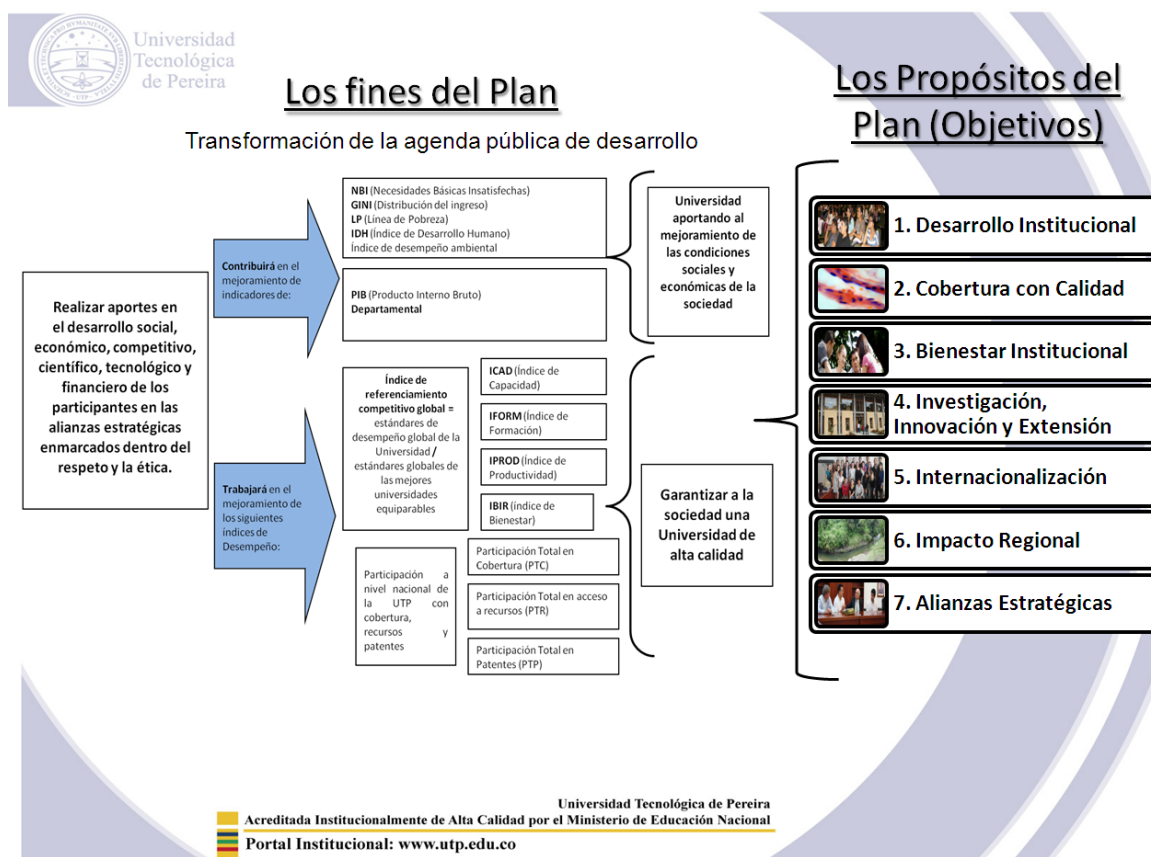 Universidad
Tecnológica
de Pereira
Los fines del Plan
Transformación de la agenda pública de desarrollo
Realizar aportes en
el desarrollo social,
económico, competitivo,
científico, tecnológico y
financiero de los
participantes en las
alianzas estratégicas
enmarcados dentro del
respeto y la ética.
Contribuirá en el
mejoramiento de
indicadores de:
NBI (Necesidades Básicas Insatisfechas)
GINI (Distribución del ingreso)
LP (Línea de Pobreza)
IDH (Índice de Desarrollo Humano)
Índice de desempeño ambiental
PIB (Producto Interno Bruto)
Departamental
Universidad
aportando al
mejoramiento de
las condiciones
sociales y
económicas de la
sociedad
Trabajará en el
mejoramiento de
los siguientes
índices de
Desempeño:
Índice de
referenciamiento
competitivo global =
estándares de
desempeño global de la
Universidad /
estándares globales de
las mejores
universidades
equiparables
ICAD (Índice de
Capacidad)
IFORM (Índice de
Formación)
IPROD (Índice de
Productividad)
IBIR (índice de
Bienestar)
Participación a
nivel nacional de
la UTP con
cobertura,
recursos y
patentes
Participación Total en
Cobertura (PTC)
Participación Total en acceso
a recursos (PTR)
Participación Total en
Patentes (PTP)
Garantizar a la
sociedad una
Universidad de
alta calidad
Los Propósitos del
Plan (Objetivos)
1. Desarrollo Institucional
2. Cobertura con Calidad
3. Bienestar Institucional
4. Investigación,
Innovación y Extensión
5. Internacionalización
6. Impacto Regional
7. Alianzas Estratégicas
Universidad Tecnológica de Pereira
Acreditada Institucionalmente de Alta Calidad por el Ministerio de Educación Nacional
Portal Institucional: www.utp.edu.co